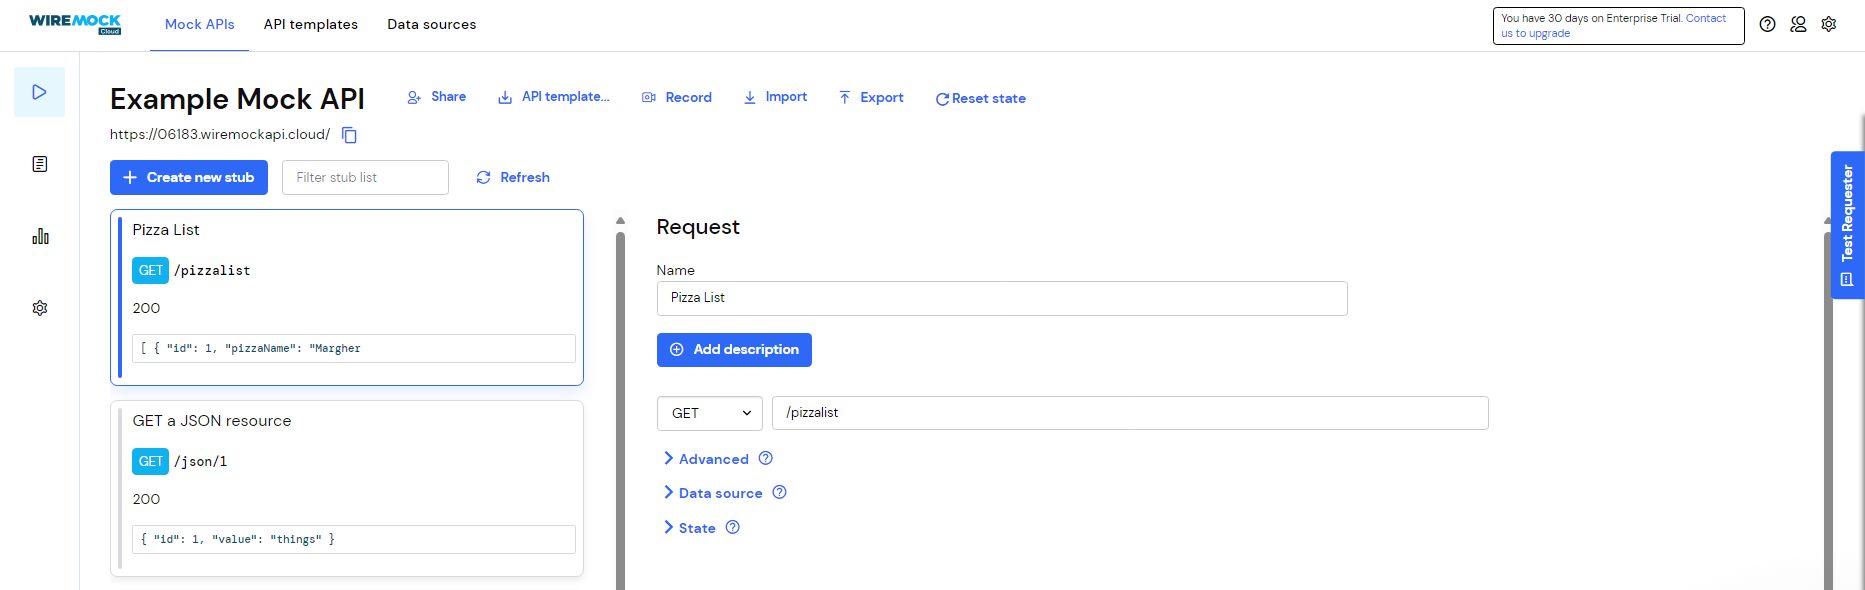 WIREMOCK
Cloud
Mock APIs
API templates
Data sources
You have 30 days on Enterprise Trial. Contact
us to upgrade
Example Mock API
Share
API template...
Record
Import
Export
Reset state
https://06183.wiremockapi.cloud/
Create new stub
Filter stub list
Refresh
Pizza List
GET /pizzalist
200
[ { "id": 1, "pizzaName": "Margher
GET a JSON resource
GET /json/1
200
{ "id": 1, "value": "things" }
Request
Name
Pizza List
Add description
GET
/pizzalist
Advanced
Data source
State
Test Requester